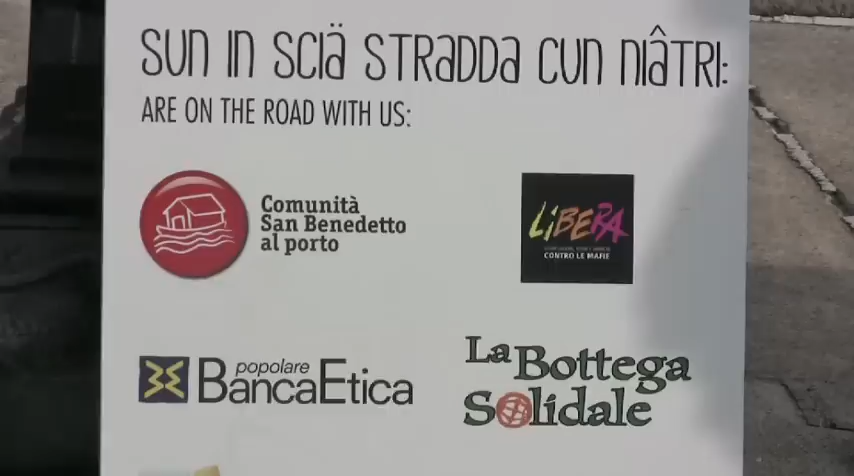 SUN IN SCIÄ STRADDA CUN NIÂTRI:
ARE ON THE ROAD WITH US:
Comunità
San Benedetto
al porto
LiBERA
CONTRO LE MAFIE
popolare
BancaEtica
La Bottega
Solidale